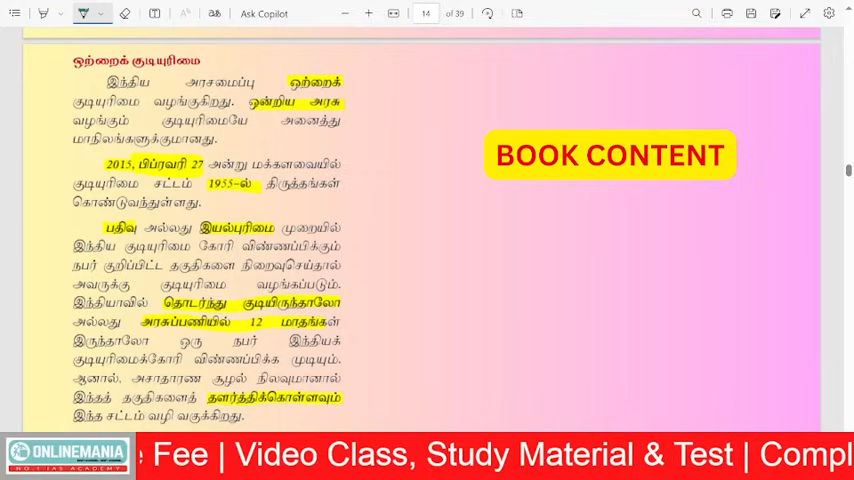 Ask Copilot
14 of 39
ஒற்றைக் குடியுரிமை
இந்திய அரசமைப்பு ஒற்றைக்
குடியுரிமை வழங்குகிறது. ஒன்றிய அரசு
வழங்கும் குடியுரிமையே அனைத்து
மாநிலங்களுக்குமானது.
2015, பிப்ரவரி 27 அன்று மக்களவையில்
குடியுரிமை சட்டம் 1955-ல் திருத்தங்கள்
கொண்டுவந்துள்ளது.
பதிவு அல்லது இயல்புரிமை முறையில்
இந்திய குடியுரிமை கோரி விண்ணப்பிக்கும்
நபர் குறிப்பிட்ட தகுதிகளை நிறைவுசெய்தால்
அவருக்கு குடியுரிமை வழங்கப்படும்.
இந்தியாவில் தொடர்ந்து குடியிருந்தாலோ
அல்லது அரசுப்பணியில் 12 மாதங்கள்
இருந்தாலோ ஒரு நபர் இந்தியக்
குடியுரிமைக்கோரி விண்ணப்பிக்க முடியும்.
ஆனால், அசாதாரண சூழல் நிலவுமானால்
இந்தத் தகுதிகளைத் தளர்த்திக்கொள்ளவும்
இந்த சட்டம் வழி வகுக்கிறது.
BOOK CONTENT
ONLINEMANIA
NO.1 IAS ACADEMY
e Fee | Video Class, Study Material & Test | Compl